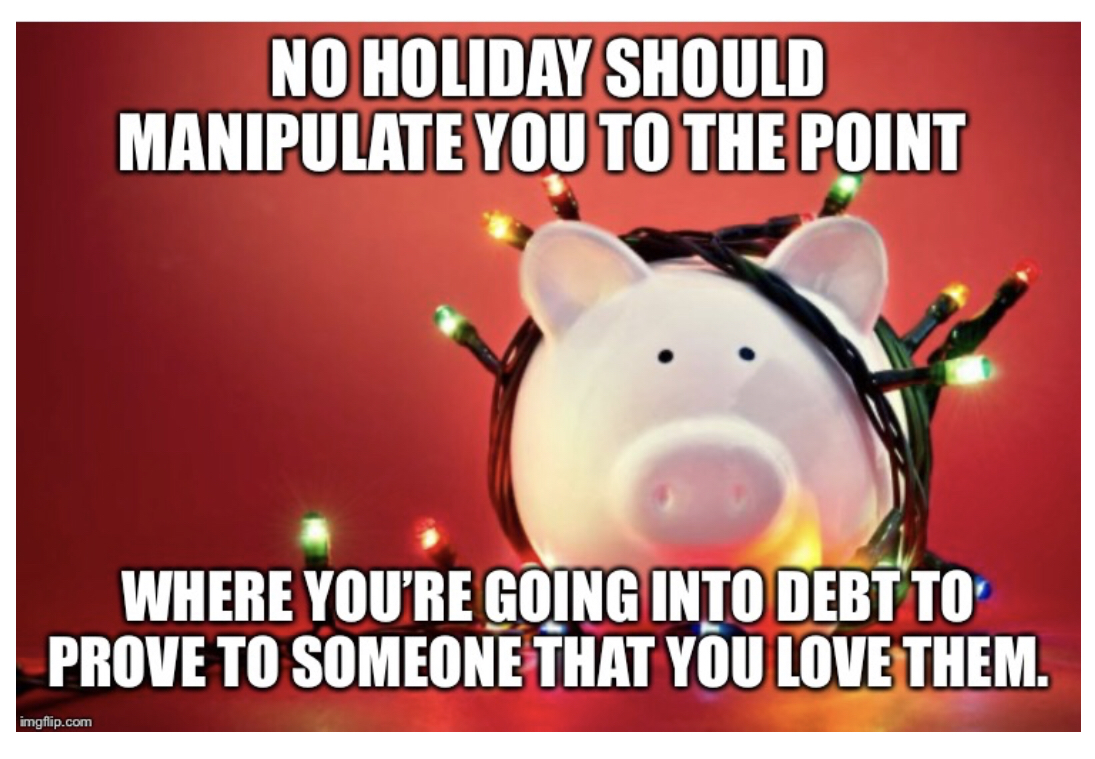 NO HOLIDAY SHOULD
MANIPULATE YOU TO THE POINT
WHERE YOU’RE GOING INTO DEBT TO
PROVE TO SOMEONE THAT YOU LOVE THEM.
imgflip.com